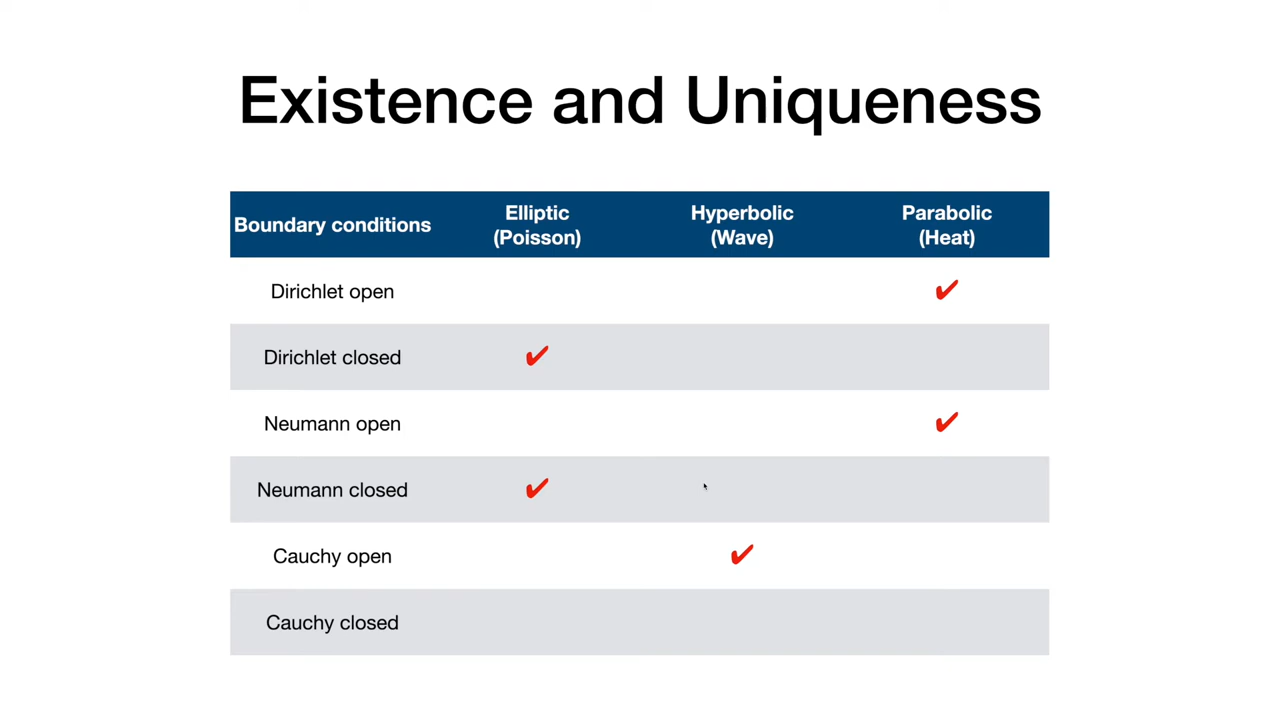 Existence and Uniqueness
Boundary conditions
Elliptic
(Poisson)
Hyperbolic
(Wave)
Parabolic
(Heat)
Dirichlet open ✔
Dirichlet closed ✔
Neumann open ✔
Neumann closed ✔
Cauchy open ✔
Cauchy closed